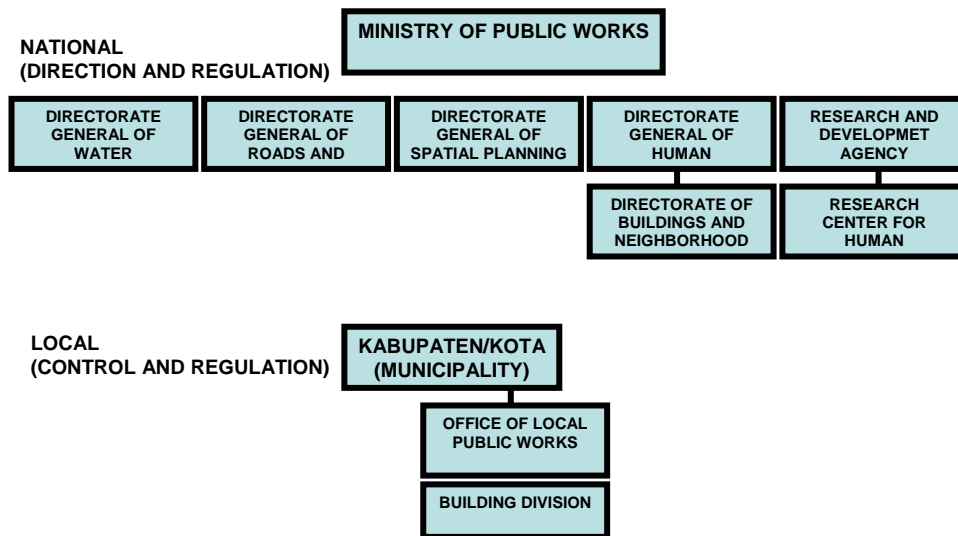 MINISTRY OF PUBLIC WORKS
NATIONAL
(DIRECTION AND REGULATION)
DIRECTORATE
GENERAL OF
WATER
DIRECTORATE
GENERAL OF
ROADS AND
DIRECTORATE
GENERAL OF
SPATIAL PLANNING
DIRECTORATE
GENERAL OF
HUMAN
RESEARCH AND
DEVELOPMET
AGENCY
DIRECTORATE OF
BUILDINGS AND
NEIGHBORHOOD
RESEARCH
CENTER FOR
HUMAN
LOCAL
(CONTROL AND REGULATION)
KABUPATEN/KOTA
(MUNICIPALITY)
OFFICE OF LOCAL
PUBLIC WORKS
BUILDING DIVISION